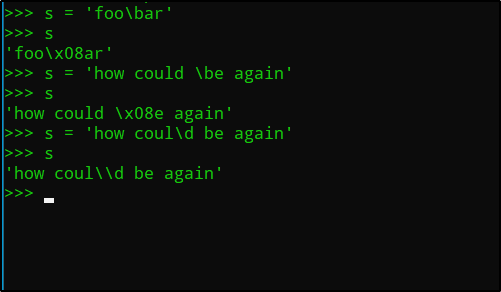 >>> s = 'foo\bar'
>>> s
'foo\x08ar'
>>> s = 'how could \be again'
>>> s
'how could \x08e again'
>>> s = 'how coul\d be again'
>>> s
'how coul\\d be again'
>>>